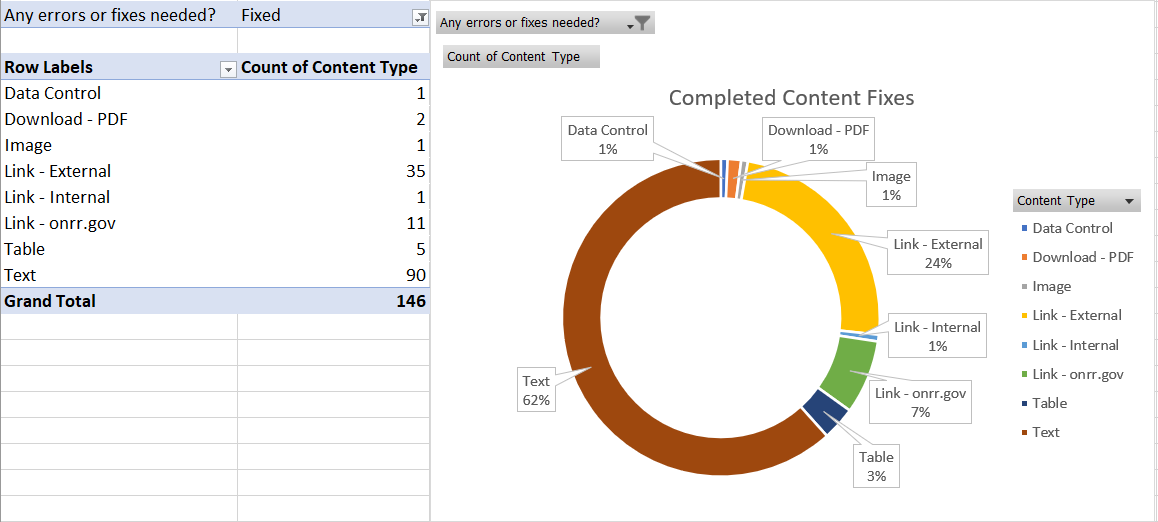 Any errors or fixes needed? Fixed
Row Labels Count of Content Type
Data Control 1
Download - PDF 2
Image 1
Link - External 35
Link - Internal 1
Link - onrr.gov 11
Table 5
Text 90
Grand Total 146
Any errors or fixes needed?
Count of Content Type
Completed Content Fixes
Data Control
1%
Download - PDF
1%
Image
1%
Link - External
24%
Link - Internal
1%
Link - onrr.gov
7%
Table
3%
Text
62%
Content Type
Data Control
Download - PDF
Image
Link - External
Link - Internal
Link - onrr.gov
Table
Text